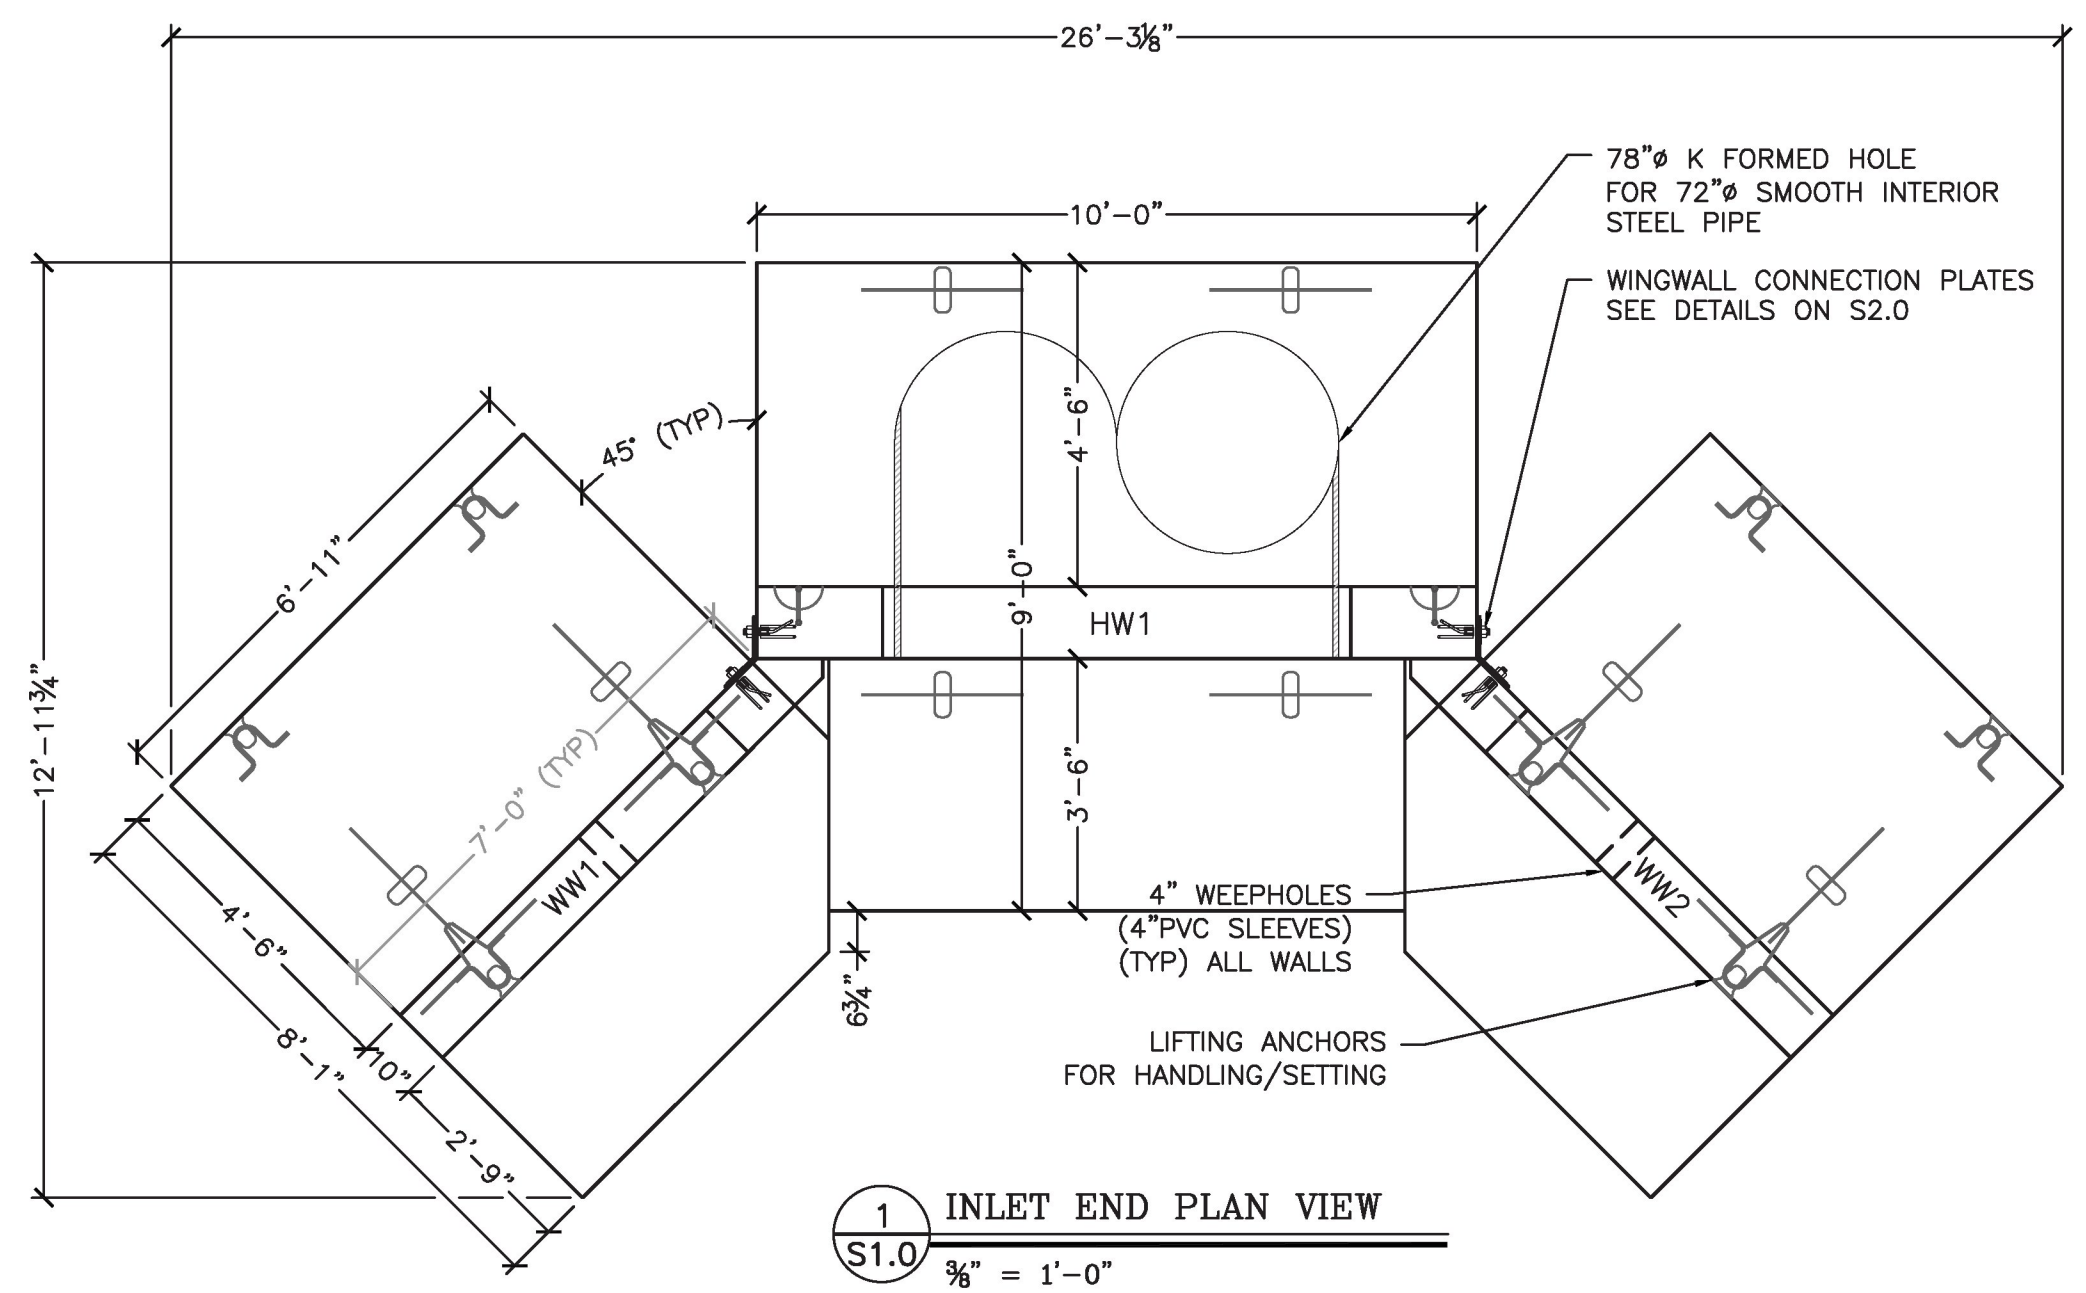 26'-3⅛"
78"ø K FORMED HOLE
FOR 72"ø SMOOTH INTERIOR
STEEL PIPE
10'-0"
WINGWALL CONNECTION PLATES
SEE DETAILS ON S2.0
45° (TYP)
4'-6"
6'-11"
9'-0"
HW1
12'-11¾"
7'-0" (TYP)
3'-6"
WW1
WW2
4" WEEPHOLES
(4"PVC SLEEVES)
(TYP) ALL WALLS
4'-6"
6¾"
8'-1"
10"
LIFTING ANCHORS
FOR HANDLING/SETTING
2'-9"
1
S1.0
INLET END PLAN VIEW
⅜" = 1'-0"